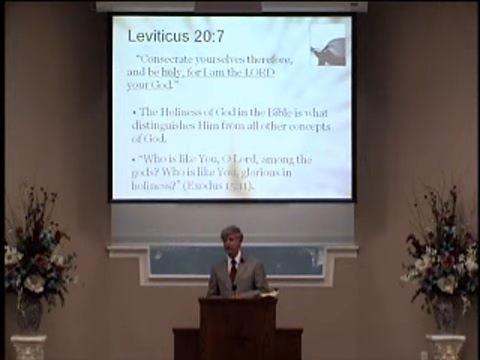 Leviticus 20:7
"Consecrate yourselves therefore,
and be holy, for I am the LORD
your God."
• The Holiness of God in the Bible is what
distinguishes Him from all other concepts
of God.
• "Who is like You, O Lord, among the
gods? Who is like You, glorious in
holiness?" (Exodus 15:11).